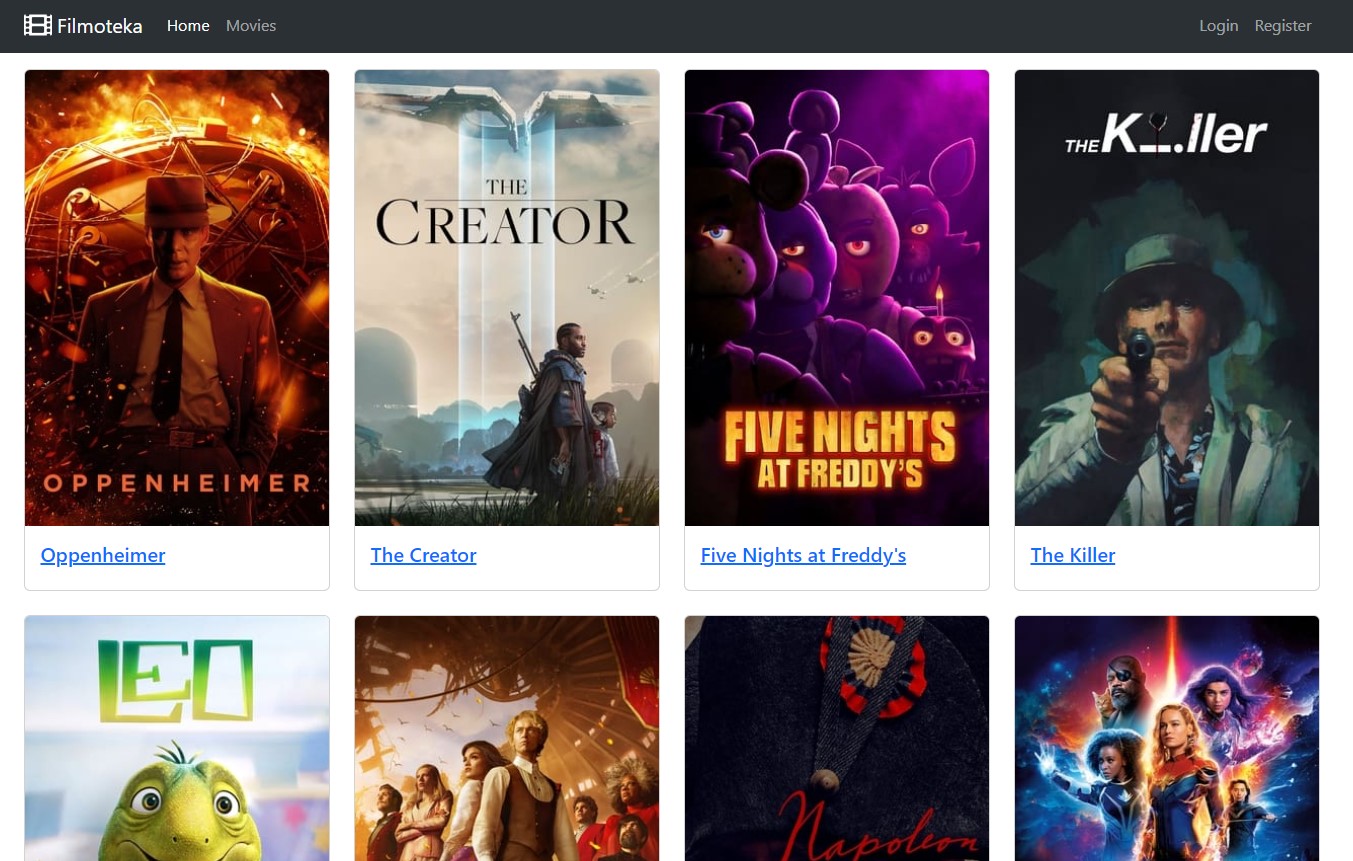 Filmoteka Home Movies Login Register
THE
CREATOR
THE K_.ller
FIVE NIGHTS
AT FREDDY'S
OPPENHEIMER
Oppenheimer
The Creator
Five Nights at Freddy's
The Killer
LEO
Napoleon